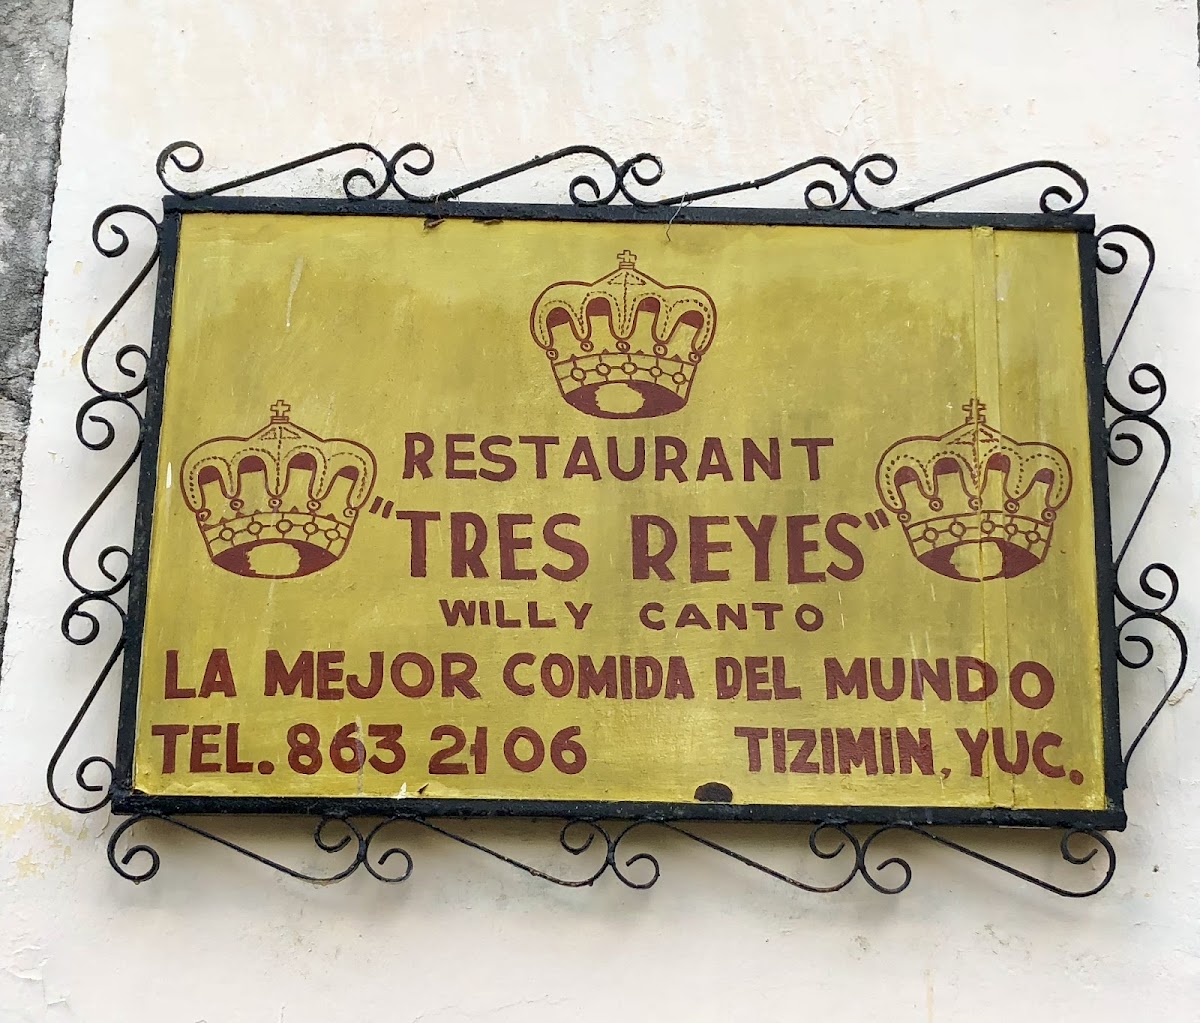 RESTAURANT
"TRES REYES"
WILLY CANTO
LA MEJOR COMIDA DEL MUNDO
TEL. 863 21 06 TIZIMIN, YUC.